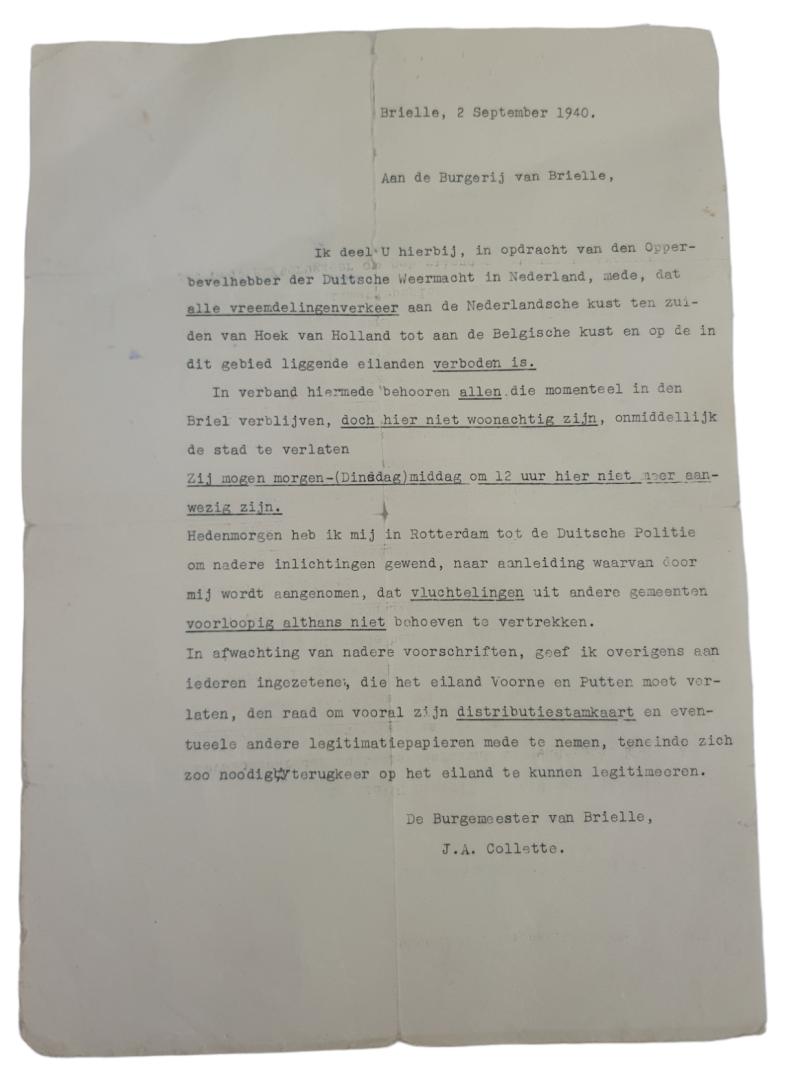 Brielle, 2 September 1940.
Aan de Burgerij van Brielle,
Ik deel U hierbij, in opdracht van den Opper-
bevelhebber der Duitsche Weermacht in Nederland, mede, dat
alle vreemdelingenverkeer aan de Nederlandsche kust ten zui-
den van Hoek van Holland tot aan de Belgische kust en op de in
dit gebied liggende eilanden verboden is.
In verband hiermede behooren allen die momenteel in den
Briel verblijven, doch hier niet woonachtig zijn, onmiddellijk
de stad te verlaten
Zij mogen morgen-(Dinsdag)middag om 12 uur hier niet meer aan-
wezig zijn.
Hedenmorgen heb ik mij in Rotterdam tot de Duitsche Politie
om nadere inlichtingen gewend, naar aanleiding waarvan door
mij wordt aangenomen, dat vluchtelingen uit andere gemeenten
voorloopig althans niet behoeven te vertrekken.
In afwachting van nadere voorschriften, geef ik overigens aan
iederen ingezetene, die het eiland Voorne en Putten moet ver-
laten, den raad om vooral zijn distributiestamkaart en even-
tueele andere legitimatiepapieren mede te nemen, teneinde zich
zoo noodig terugkeer op het eiland te kunnen legitimeeren.
De Burgemeester van Brielle,
J.A. Collette.